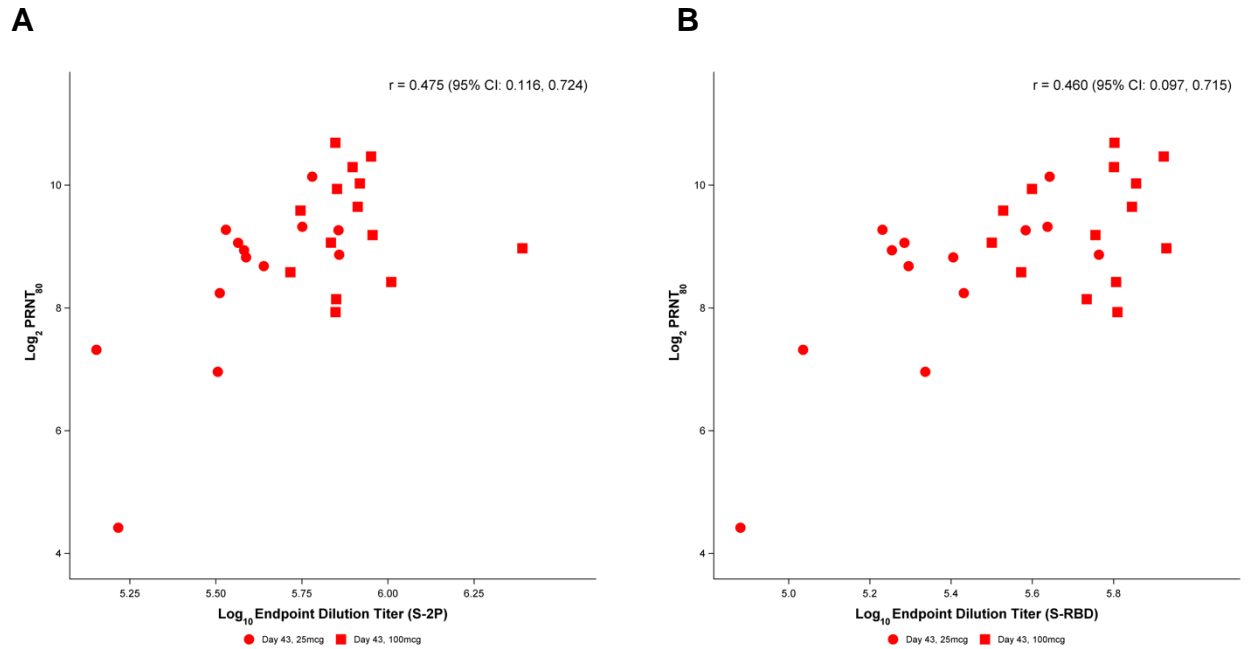 A
r = 0.475 (95% CI: 0.116, 0.724)
10
8
6
4
Log₂ PRNT₈₀
5.25 5.50 5.75 6.00 6.25
Log₁₀ Endpoint Dilution Titer (S-2P)
Day 43, 25mcg Day 43, 100mcg
B
r = 0.460 (95% CI: 0.097, 0.715)
10
8
6
4
Log₂ PRNT₈₀
5.0 5.2 5.4 5.6 5.8
Log₁₀ Endpoint Dilution Titer (S-RBD)
Day 43, 25mcg Day 43, 100mcg